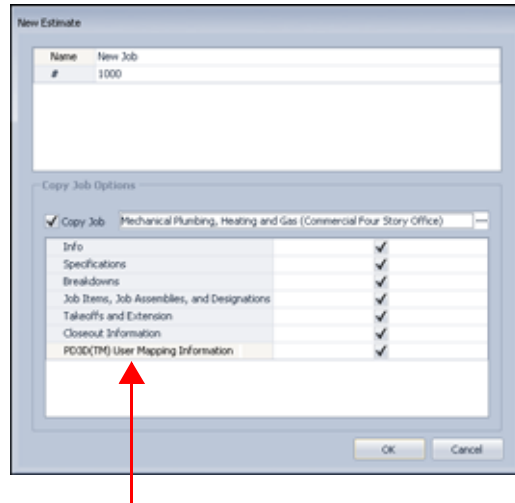 New Estimate
Name New Job
# 1000
Copy Job Options
Copy Job Mechanical Plumbing, Heating and Gas (Commercial Four Story Office) ...
Info
Specifications
Breakdowns
Job Items, Job Assemblies, and Designations
Takeoffs and Extension
Closeout Information
PD3D(TM) User Mapping Information
OK Cancel